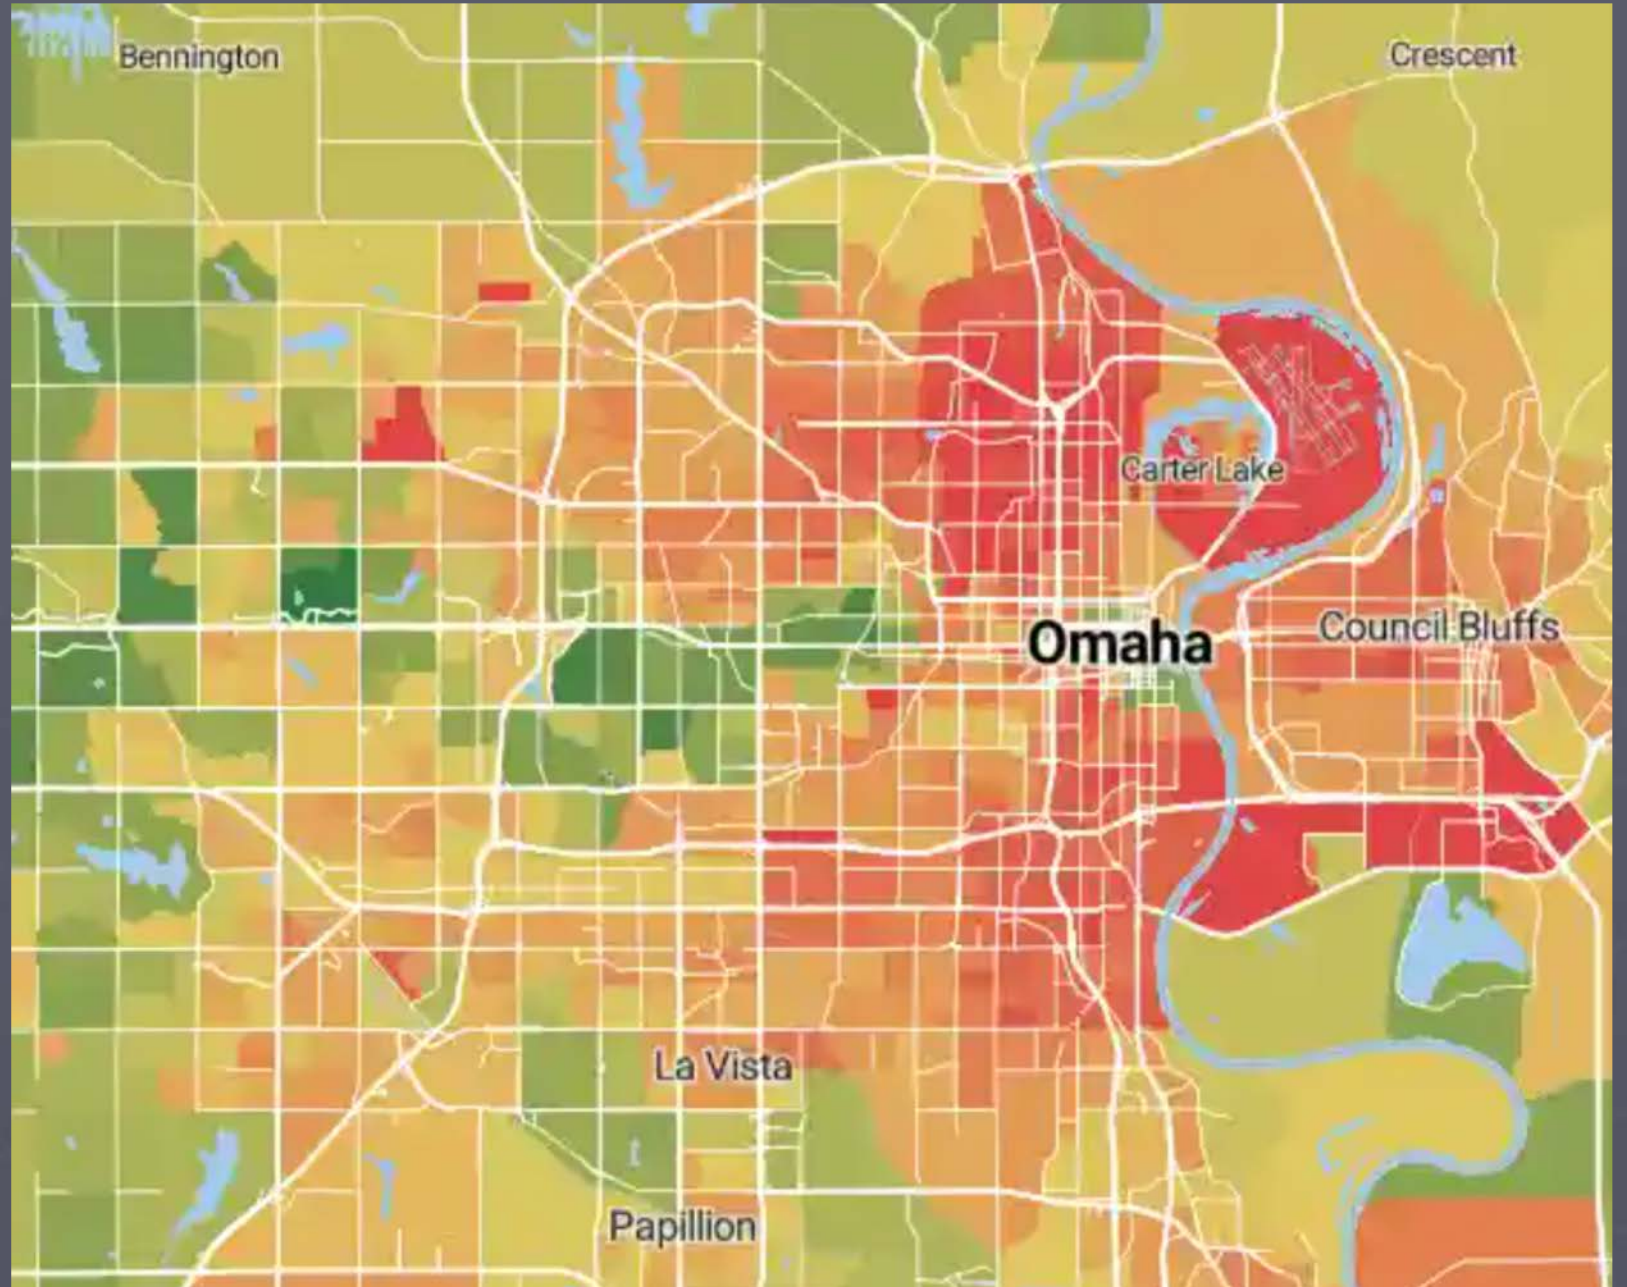 Bennington
Crescent
Carter Lake
Omaha
Council Bluffs
La Vista
Papillion